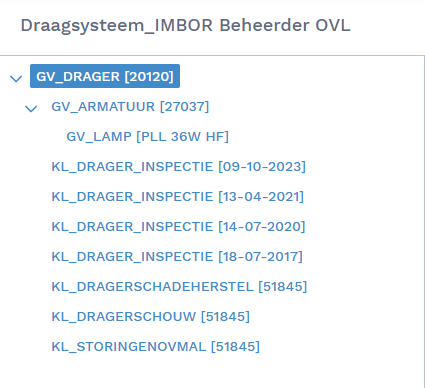 Draagsysteem_IMBOR Beheerder OVL
GV_DRAGER [20120]
GV_ARMATUUR [27037]
GV_LAMP [PLL 36W HF]
KL_DRAGER_INSPECTIE [09-10-2023]
KL_DRAGER_INSPECTIE [13-04-2021]
KL_DRAGER_INSPECTIE [14-07-2020]
KL_DRAGER_INSPECTIE [18-07-2017]
KL_DRAGERSCHADEHERSTEL [51845]
KL_DRAGERSCHOUW [51845]
KL_STORINGENOVMAL [51845]